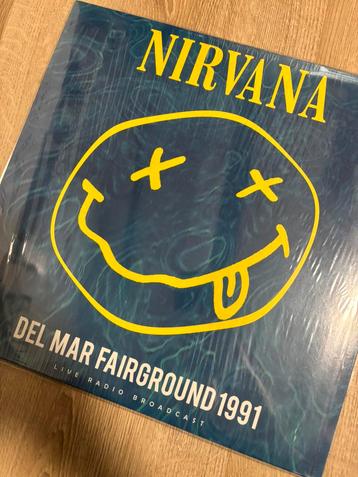 NIRVANA
DEL MAR FAIRGROUND 1991
LIVE RADIO BROADCAST